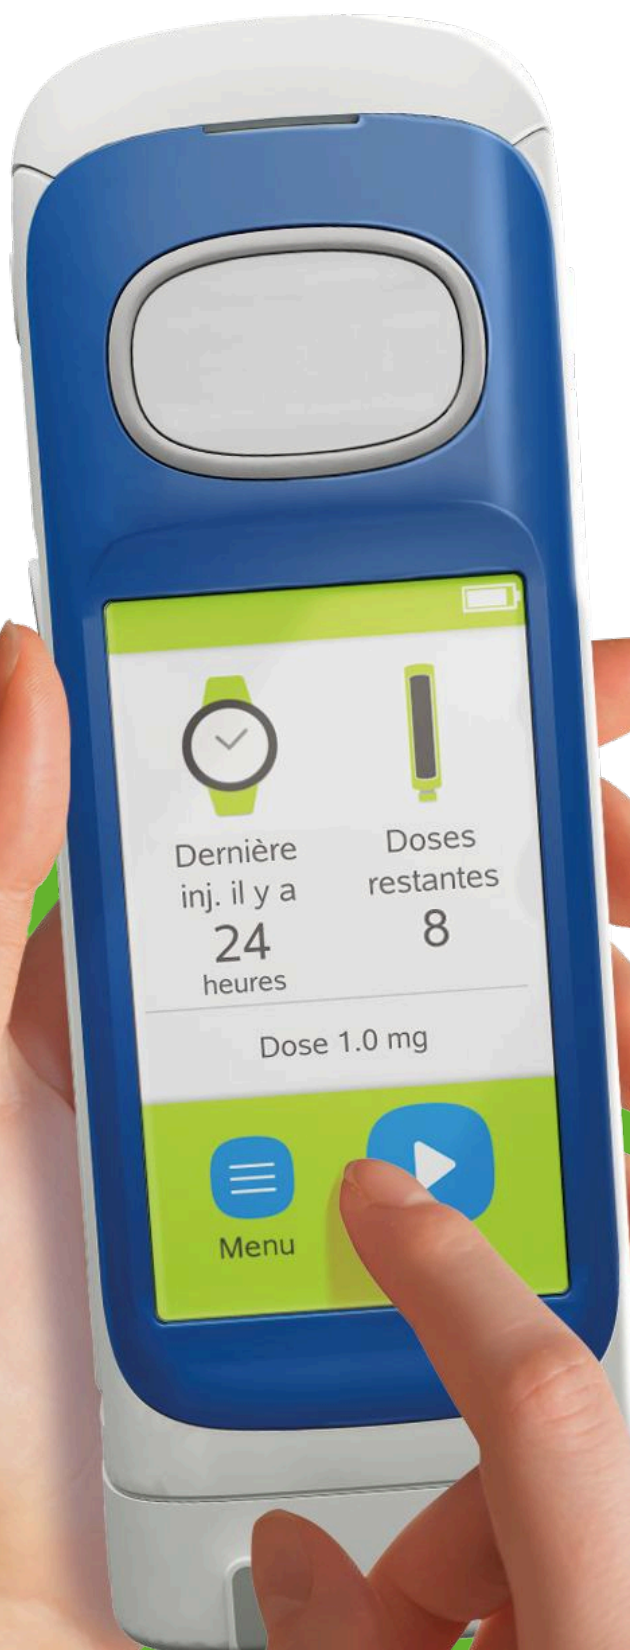 Dernière
inj. il y a
24
heures
Doses
restantes
8
Dose 1.0 mg
Menu